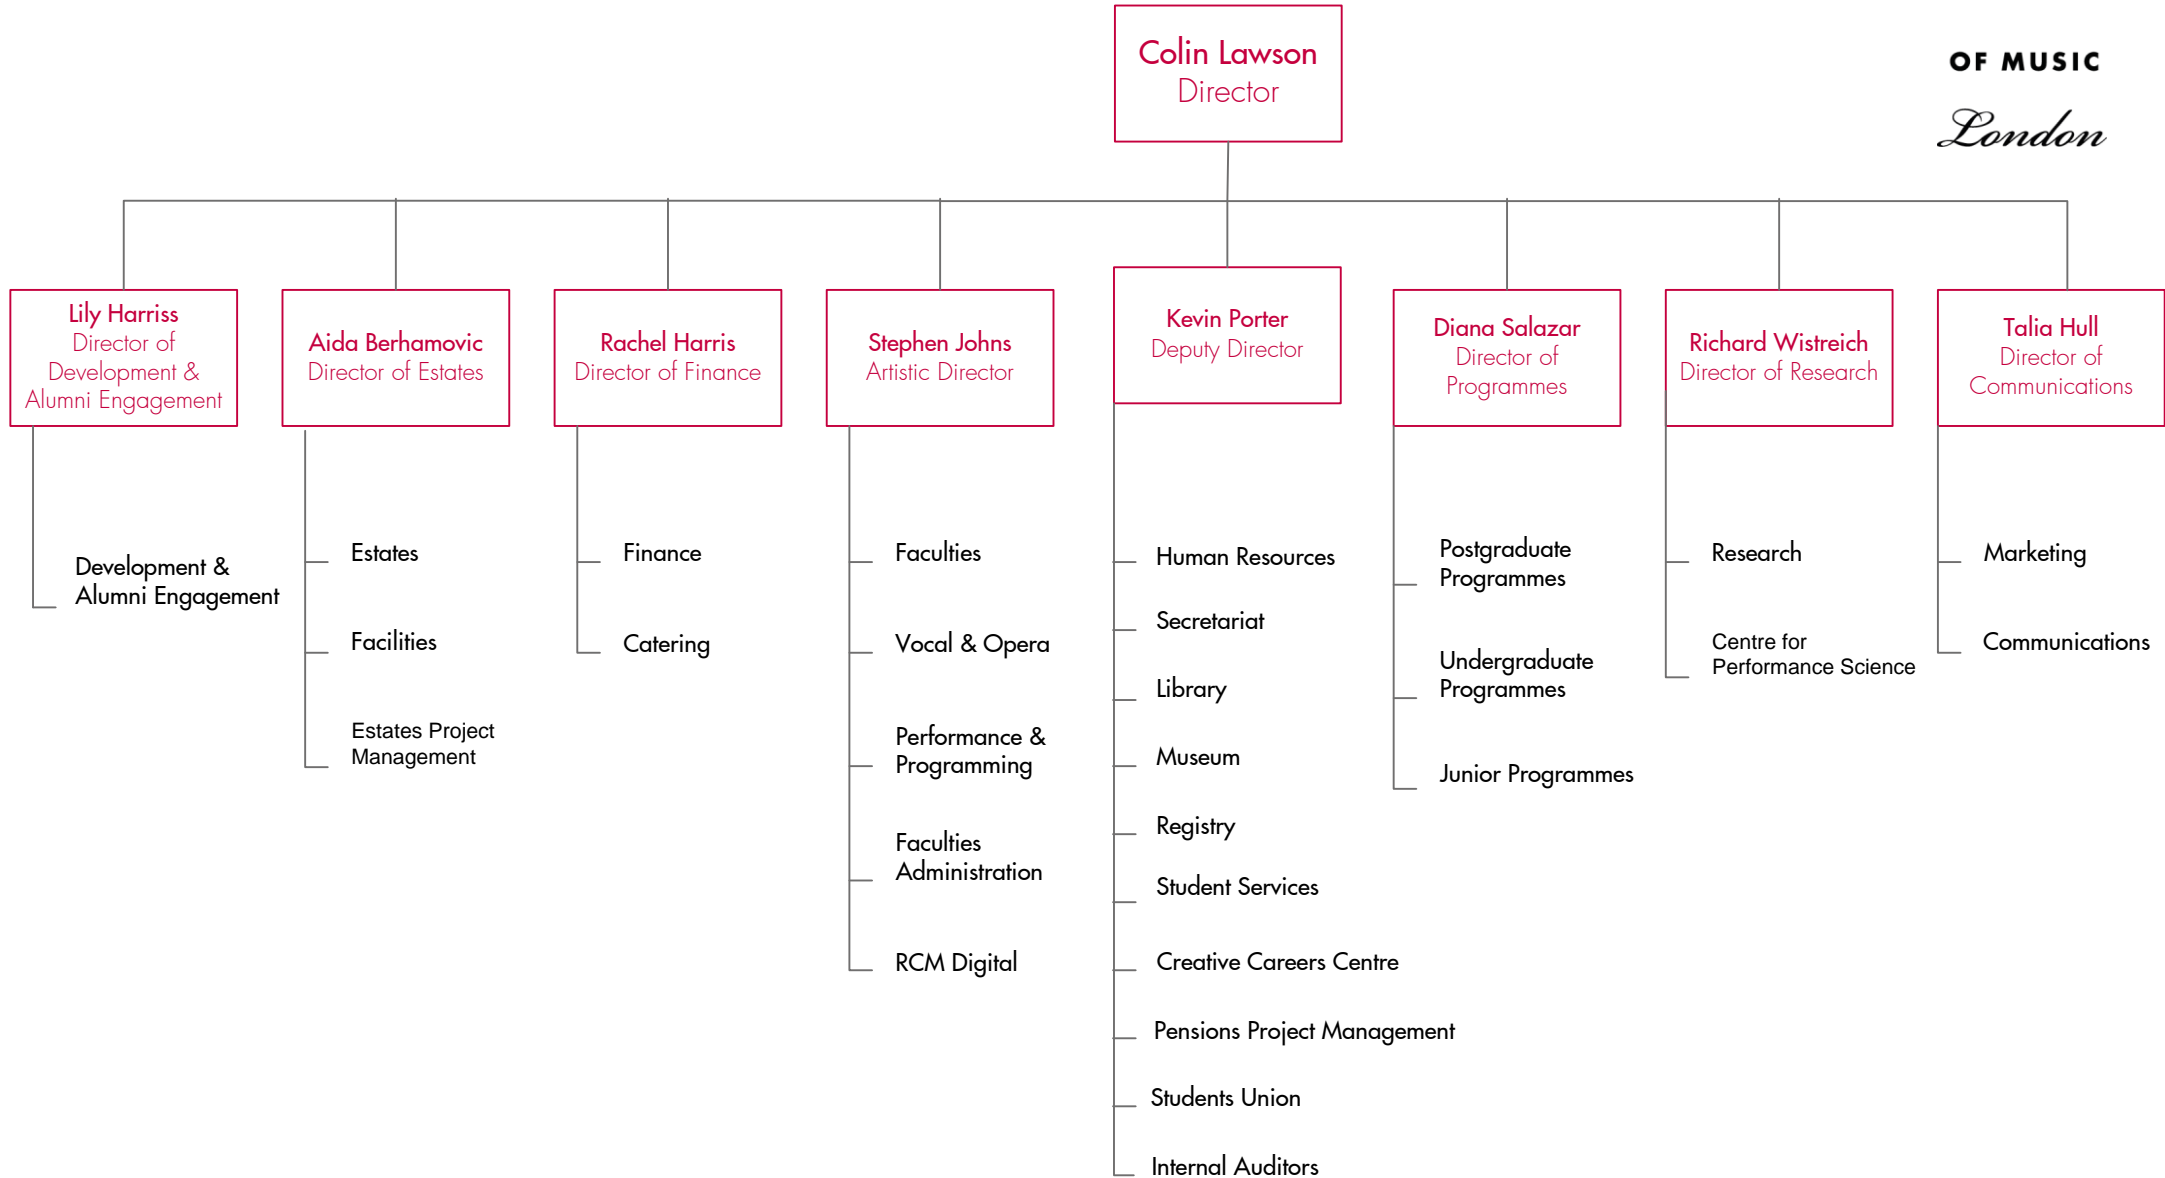 Colin Lawson
Director
OF MUSIC
London
Lily Harriss
Director of
Development &
Alumni Engagement
Aida Berhamovic
Director of Estates
Rachel Harris
Director of Finance
Stephen Johns
Artistic Director
Kevin Porter
Deputy Director
Diana Salazar
Director of
Programmes
Richard Wistreich
Director of Research
Talia Hull
Director of
Communications
Development &
Alumni Engagement
Estates
Facilities
Estates Project
Management
Finance
Catering
Faculties
Vocal & Opera
Performance &
Programming
Faculties
Administration
RCM Digital
Human Resources
Secretariat
Library
Museum
Registry
Student Services
Creative Careers Centre
Pensions Project Management
Students Union
Internal Auditors
Postgraduate
Programmes
Undergraduate
Programmes
Junior Programmes
Research
Centre for
Performance Science
Marketing
Communications